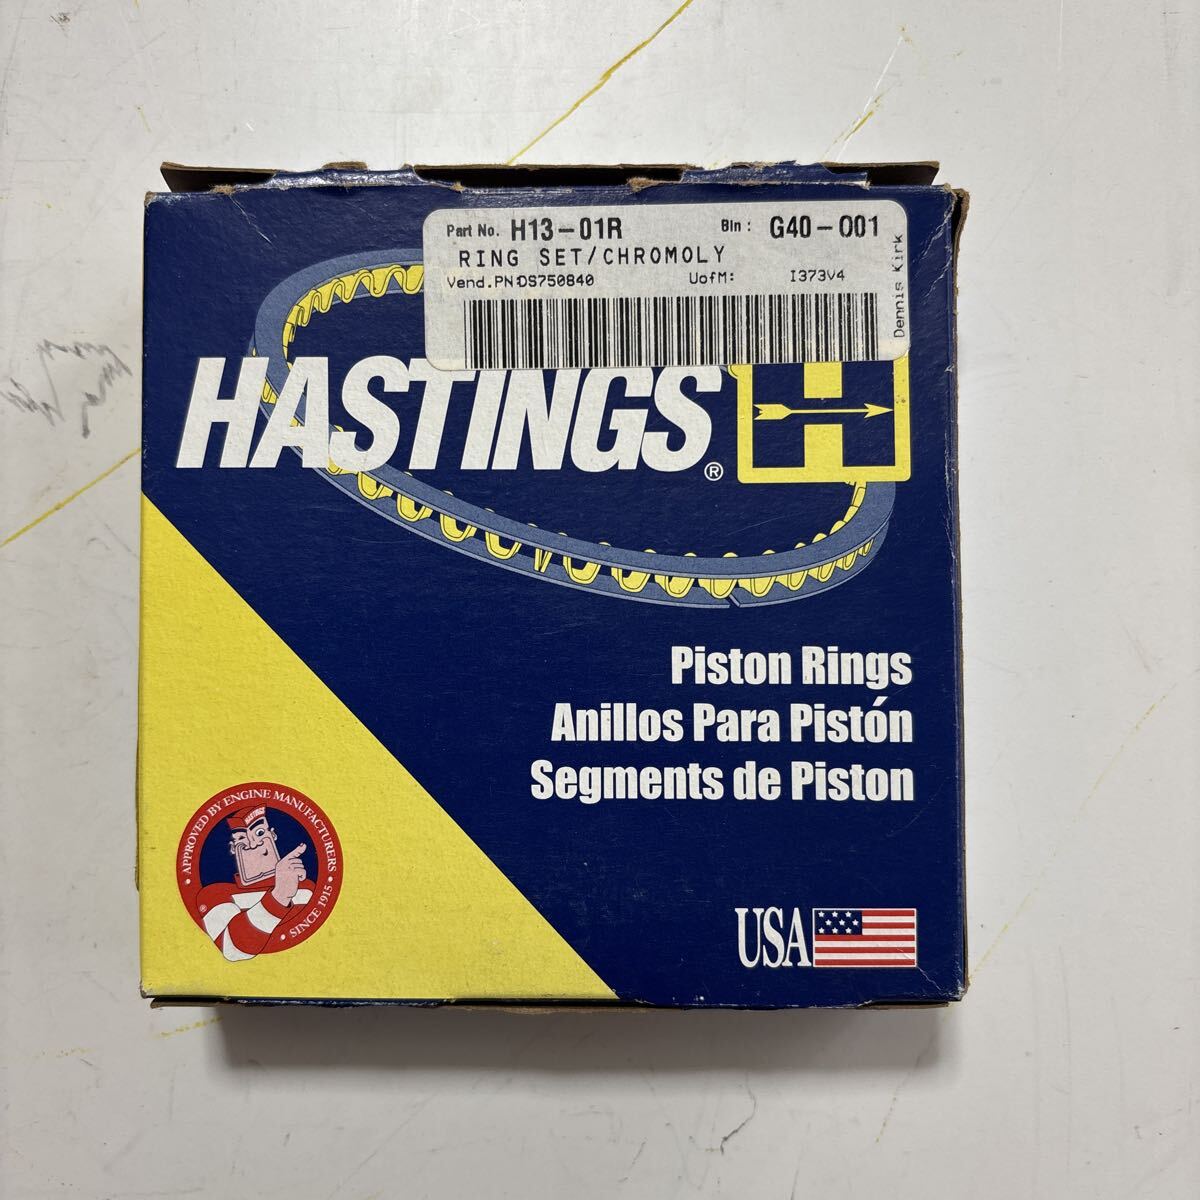 Part No. H13-01R Bin: G40-001
RING SET/CHROMOLY
Vend.PN:DS750840 UofM: I373V4
Dennis Kirk
HASTINGS® H
Piston Rings
Anillos Para Pistón
Segments de Piston
• APPROVED BY ENGINE MANUFACTURERS •
HASTINGS
• SINCE 1915 •
®
USA